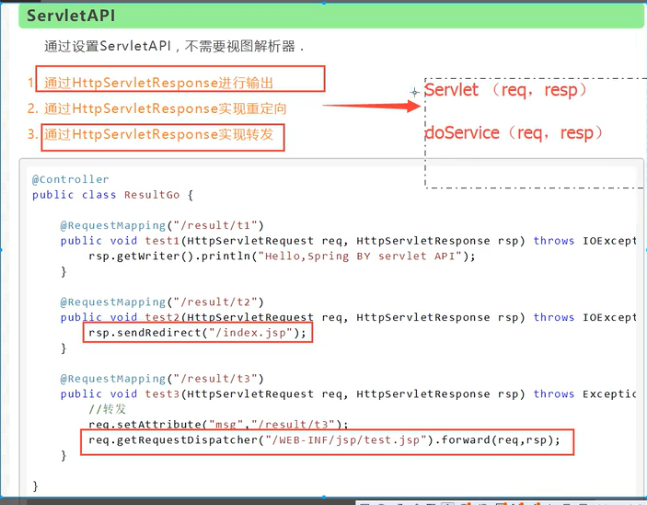 ServletAPI
通过设置ServletAPI，不需要视图解析器．
1. 通过HttpServletResponse进行输出
2. 通过HttpServletResponse实现重定向
3. 通过HttpServletResponse实现转发
Servlet （req，resp）
doService（req，resp）
@Controller
public class ResultGo {
@RequestMapping("/result/t1")
public void test1(HttpServletRequest req, HttpServletResponse rsp) throws IOExcept
rsp.getWriter().println("Hello,Spring BY servlet API");
}
@RequestMapping("/result/t2")
public void test2(HttpServletRequest req, HttpServletResponse rsp) throws IOExcept
rsp.sendRedirect("/index.jsp");
}
@RequestMapping("/result/t3")
public void test3(HttpServletRequest req, HttpServletResponse rsp) throws Exceptio
//转发
req.setAttribute("msg","/result/t3");
req.getRequestDispatcher("/WEB-INF/jsp/test.jsp").forward(req,rsp);
}
}